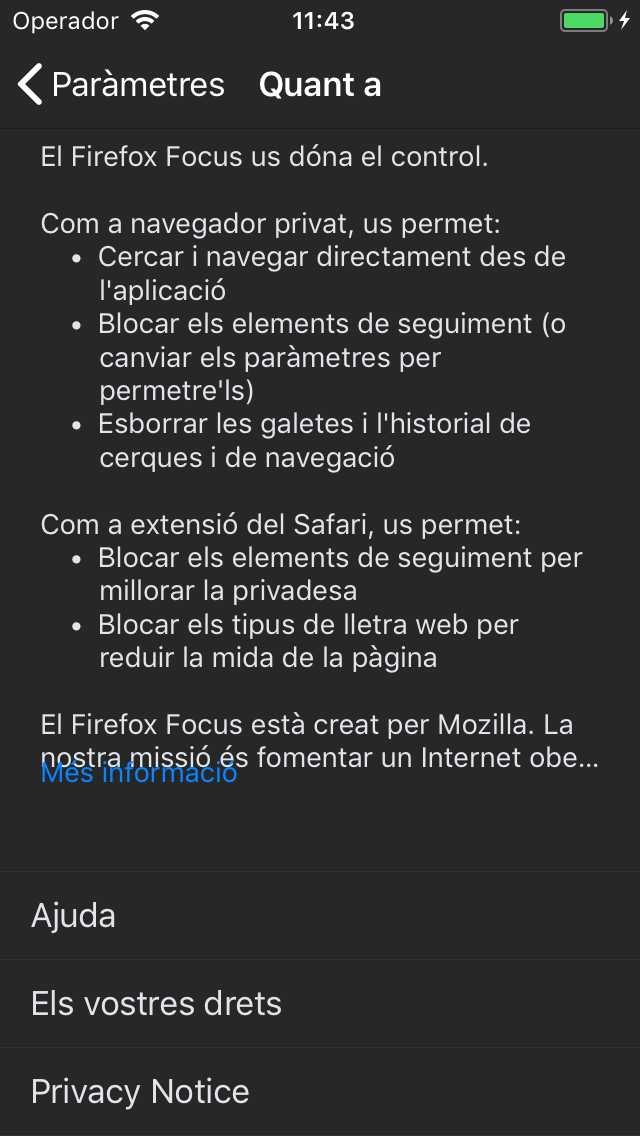 Operador 11:43
Paràmetres Quant a
El Firefox Focus us dóna el control.
Com a navegador privat, us permet:
• Cercar i navegar directament des de
l'aplicació
• Blocar els elements de seguiment (o
canviar els paràmetres per
permetre'ls)
• Esborrar les galetes i l'historial de
cerques i de navegació
Com a extensió del Safari, us permet:
• Blocar els elements de seguiment per
millorar la privadesa
• Blocar els tipus de lletra web per
reduir la mida de la pàgina
El Firefox Focus està creat per Mozilla. La
nostra missió és fomentar un Internet obe...
Més informació
Ajuda
Els vostres drets
Privacy Notice